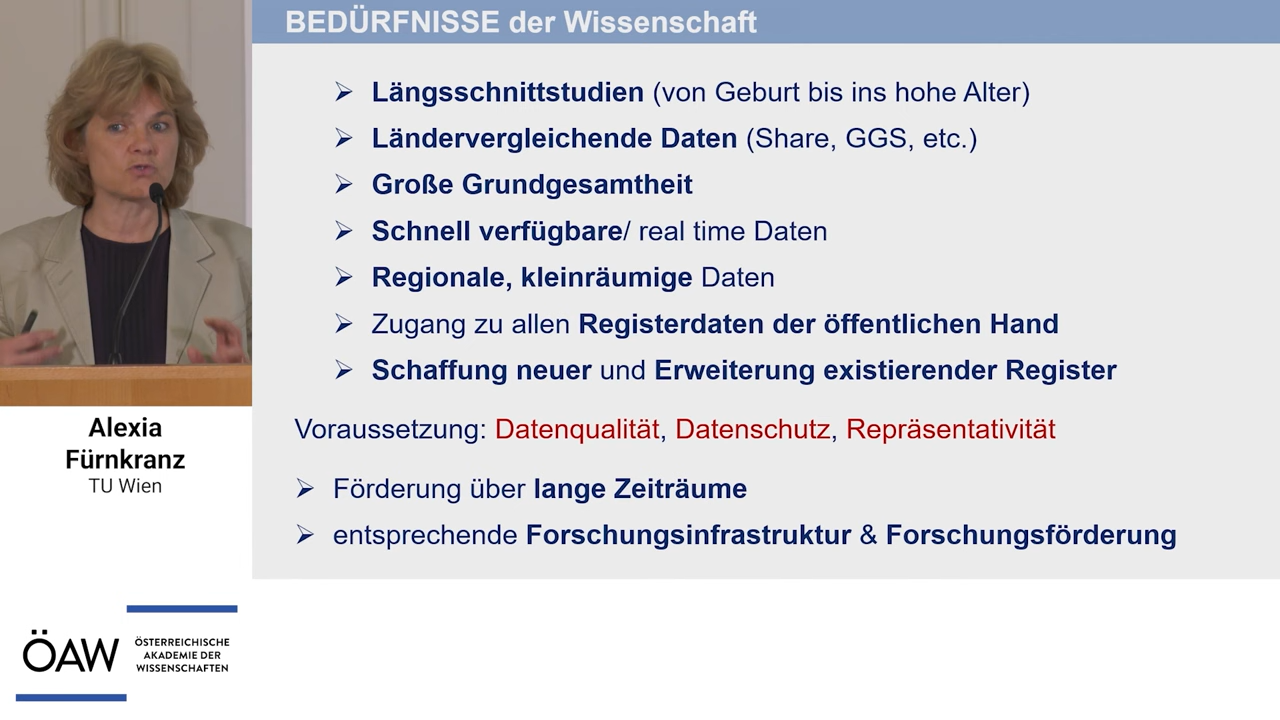 BEDÜRFNISSE der Wissenschaft
➢ Längsschnittstudien (von Geburt bis ins hohe Alter)
➢ Ländervergleichende Daten (Share, GGS, etc.)
➢ Große Grundgesamtheit
➢ Schnell verfügbare/ real time Daten
➢ Regionale, kleinräumige Daten
➢ Zugang zu allen Registerdaten der öffentlichen Hand
➢ Schaffung neuer und Erweiterung existierender Register
Voraussetzung: Datenqualität, Datenschutz, Repräsentativität
➢ Förderung über lange Zeiträume
➢ entsprechende Forschungsinfrastruktur & Forschungsförderung
Alexia
Fürnkranz
TU Wien
ÖAW
ÖSTERREICHISCHE
AKADEMIE DER
WISSENSCHAFTEN